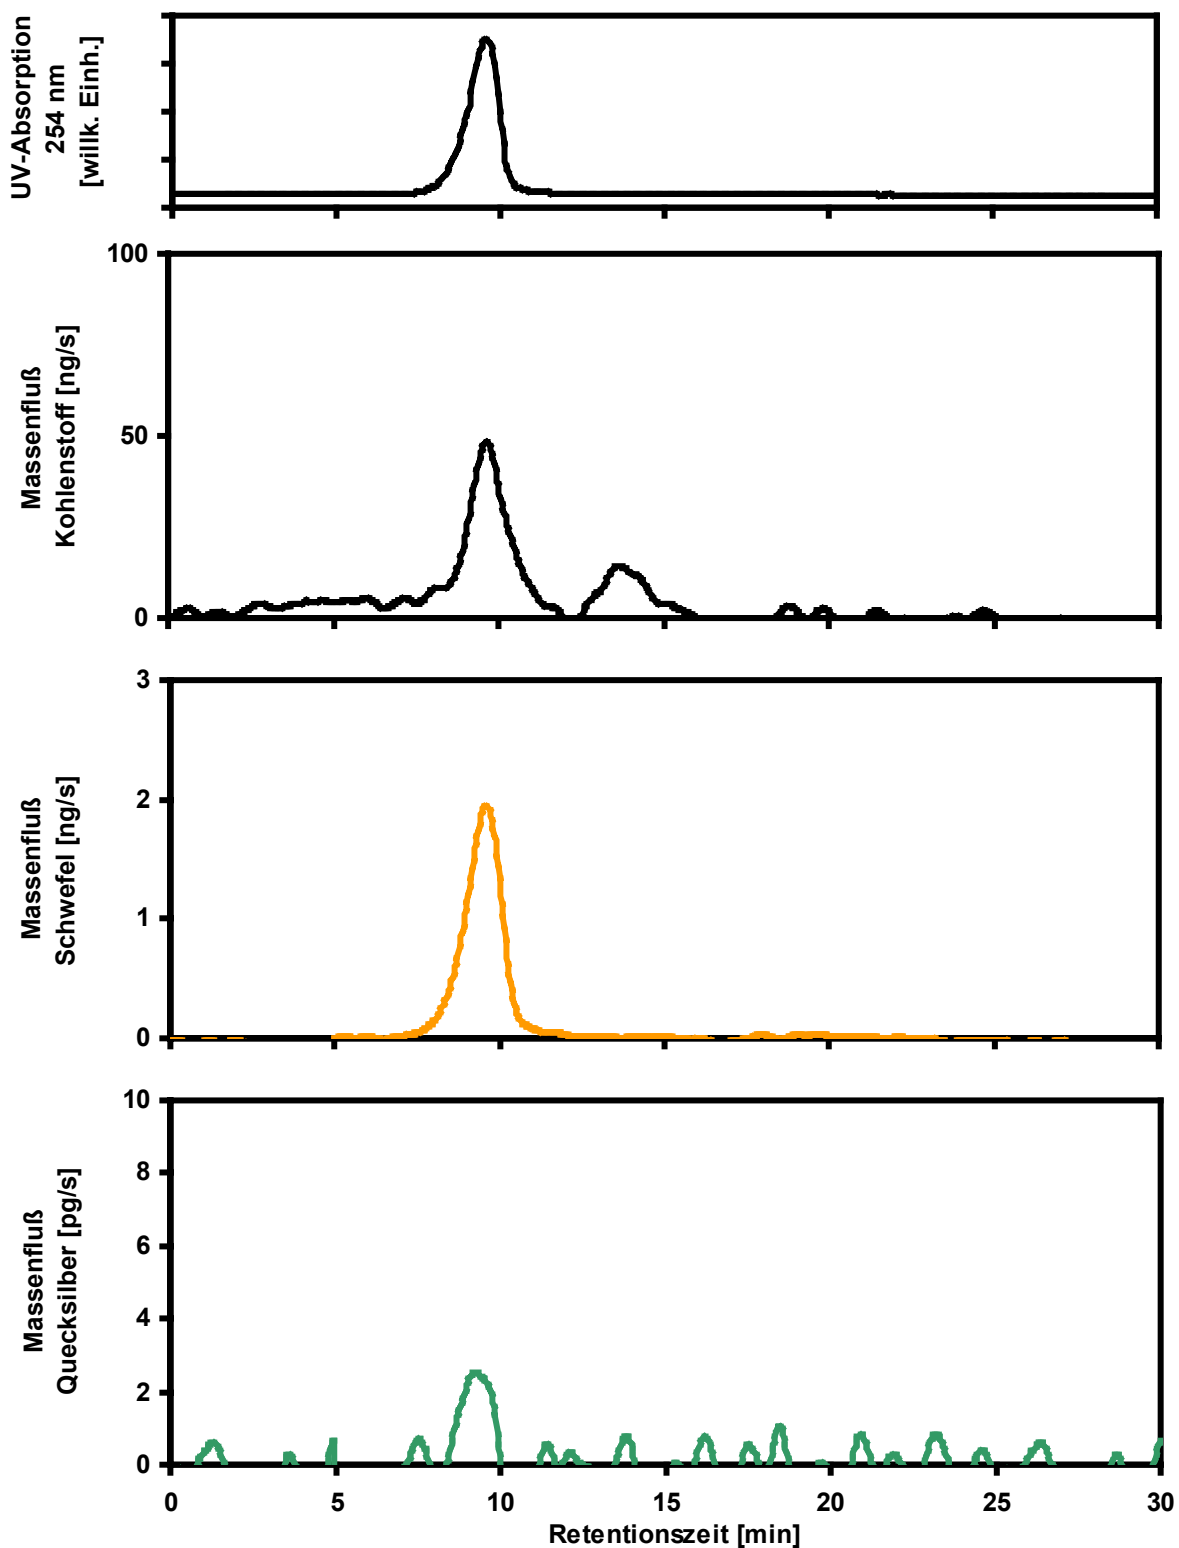 UV-Absorption
254 nm
[willk. Einh.]
Massenfluß
Kohlenstoff [ng/s]
100
50
0
Massenfluß
Schwefel [ng/s]
3
2
1
0
Massenfluß
Quecksilber [pg/s]
10
8
6
4
2
0
0 5 10 15 20 25 30
Retentionszeit [min]